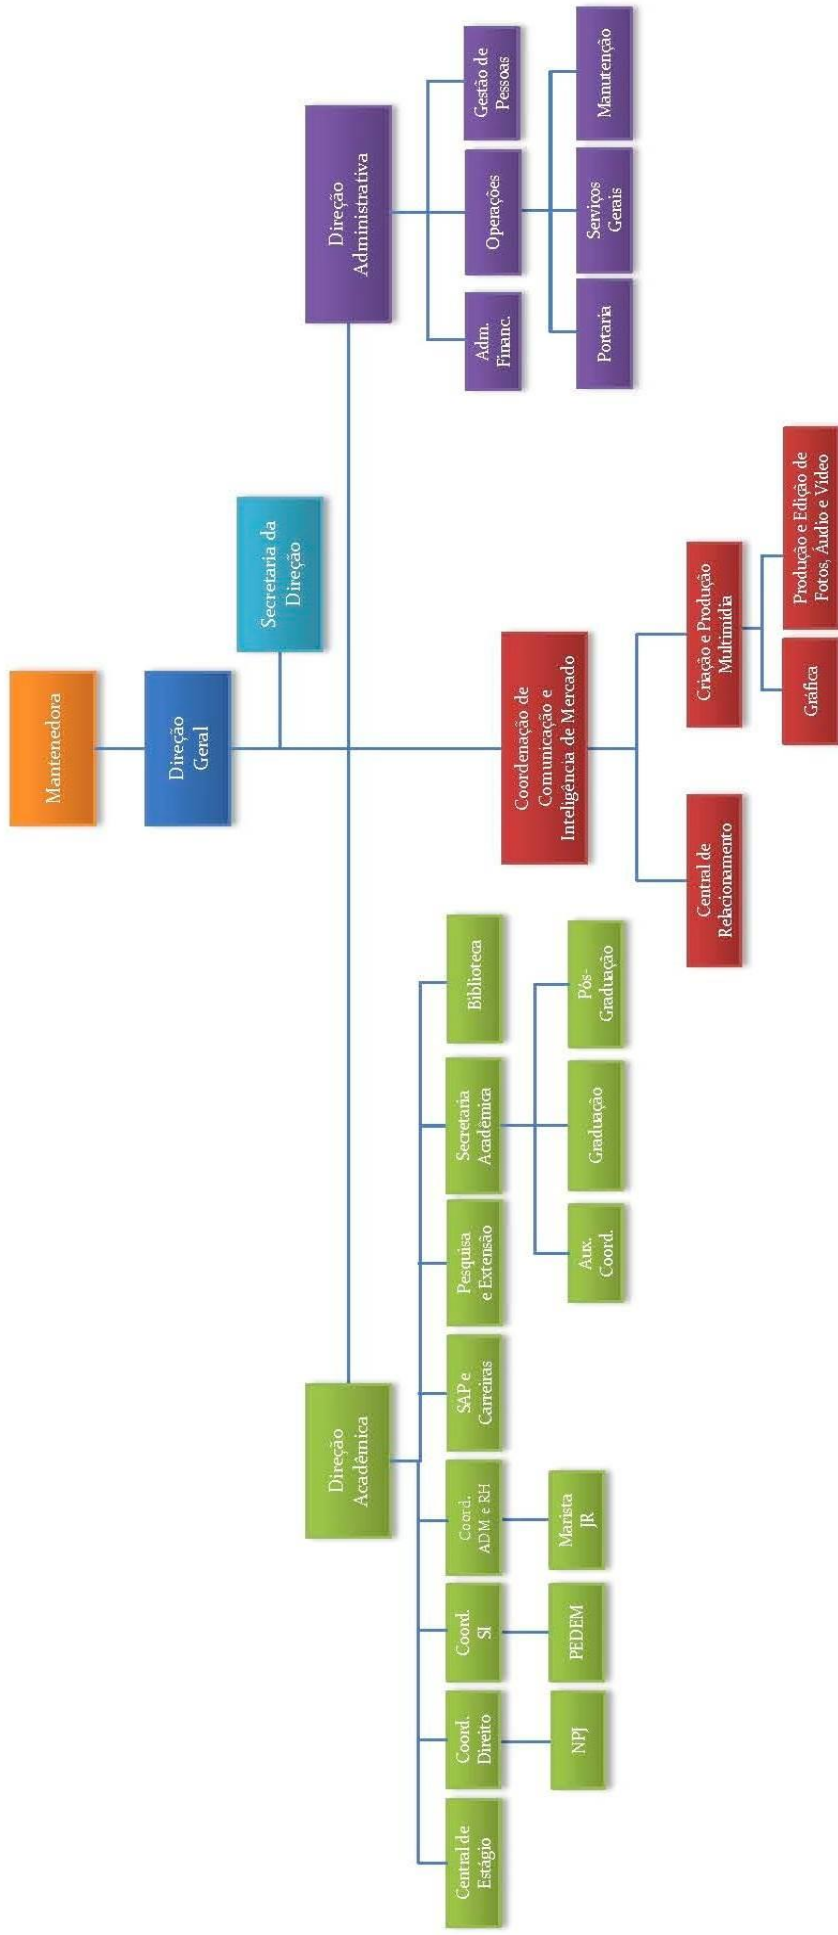 Mantenedora
Direção
Geral
Secretaria da
Direção
Direção
Acadêmica
Direção
Administrativa
Central de
Estágio
Coord.
Direito
Coord.
SI
Coord.
ADM e RH
SAP e
Carreiras
Pesquisa
e Extensão
Secretaria
Acadêmica
Biblioteca
NPJ
PEDEM
Marista
JR
Aux.
Coord.
Graduação
Pós-
Graduação
Coordenação de
Comunicação e
Inteligência de Mercado
Central de
Relacionamento
Criação e Produção
Multimídia
Gráfica
Produção e Edição de
Fotos, Áudio e Vídeo
Adm.
Financ.
Operações
Gestão de
Pessoas
Portaria
Serviços
Gerais
Manutenção